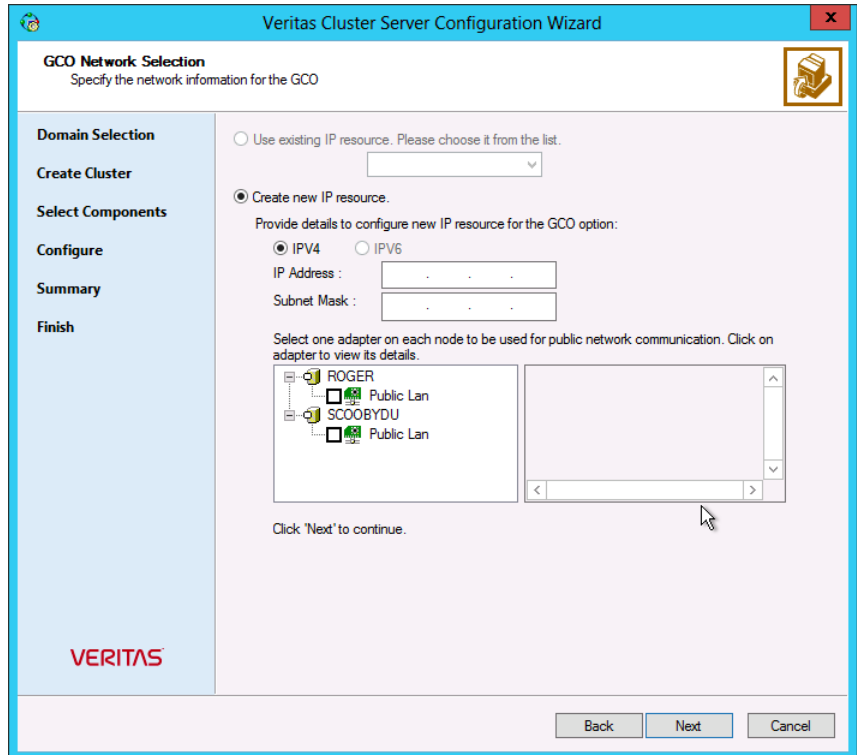 Veritas Cluster Server Configuration Wizard
x
GCO Network Selection
Specify the network information for the GCO
Domain Selection
Create Cluster
Select Components
Configure
Summary
Finish
Use existing IP resource. Please choose it from the list.
Create new IP resource.
Provide details to configure new IP resource for the GCO option:
IPV4 IPV6
IP Address :
Subnet Mask :
Select one adapter on each node to be used for public network communication. Click on
adapter to view its details.
ROGER
Public Lan
SCOOBYDU
Public Lan
Click 'Next' to continue.
VERITAS
Back Next Cancel